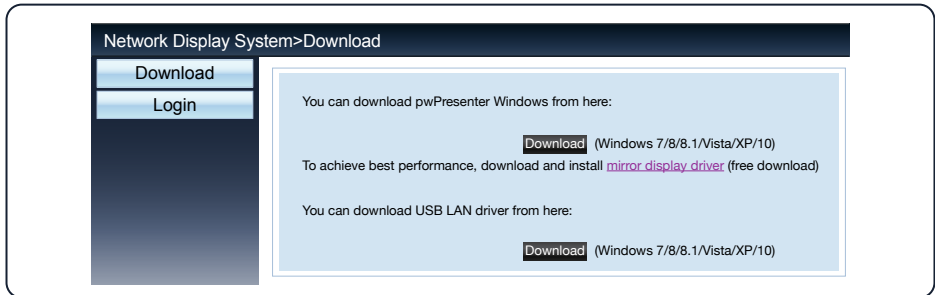 Network Display System>Download
Download
Login
You can download pwPresenter Windows from here:
Download (Windows 7/8/8.1/Vista/XP/10)
To achieve best performance, download and install mirror display driver (free download)
You can download USB LAN driver from here:
Download (Windows 7/8/8.1/Vista/XP/10)